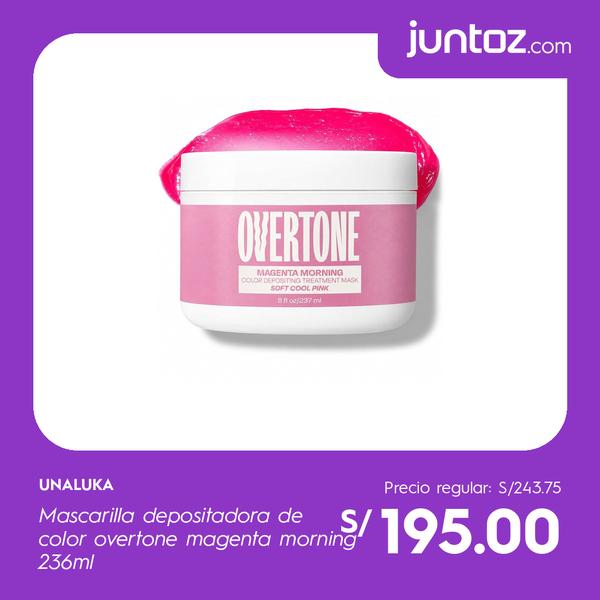 juntoz.com
OVERTONE
MAGENTA MORNING
COLOR DEPOSITING TREATMENT MASK
SOFT COOL PINK
8 fl oz/237 ml
UNALUKA
Mascarilla depositadora de
color overtone magenta morning
236ml
Precio regular: S/243.75
S/195.00